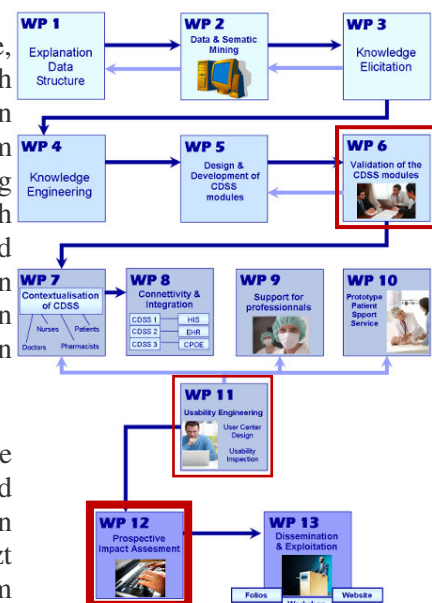 WP 1
Explanation
Data
Structure
WP 2
Data & Sematic
Mining
WP 3
Knowledge
Elicitation
WP 4
Knowledge
Engineering
WP 5
Design &
Development of
CDSS
modules
WP 6
Validation of the
CDSS modules
WP 7
Contextualisation
of CDSS
Nurses
Patients
Doctors
Pharmacists
WP 8
Connettivity &
Integration
CDSS 1
HIS
CDSS 2
EHR
CDSS 3
CPOE
WP 9
Support for
professionals
WP 10
Prototype
Patient
Spport
Service
WP 11
Usability Engineering
User Center
Design
Usability
Inspection
WP 12
Prospective
Impact Assesment
WP 13
Dissemination
& Exploitation
Folios
Website